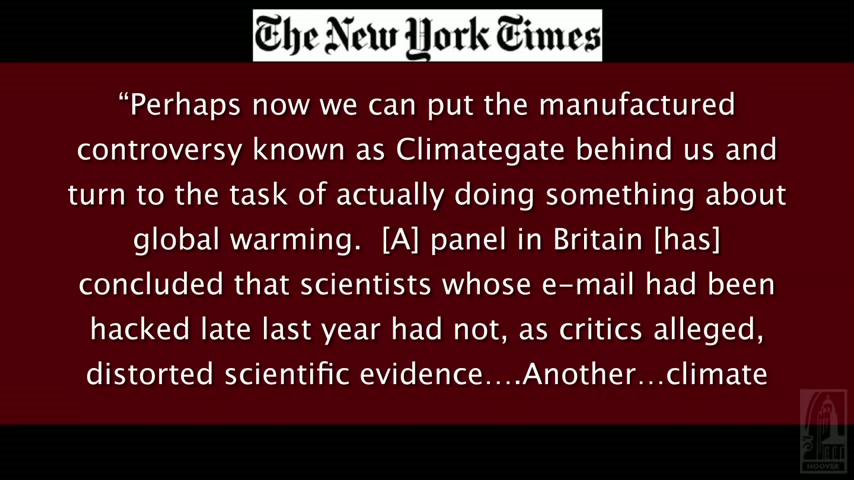 The New York Times
“Perhaps now we can put the manufactured
controversy known as Climategate behind us and
turn to the task of actually doing something about
global warming.  [A] panel in Britain [has]
concluded that scientists whose e-mail had been
hacked late last year had not, as critics alleged,
distorted scientific evidence….Another…climate
HOOVER